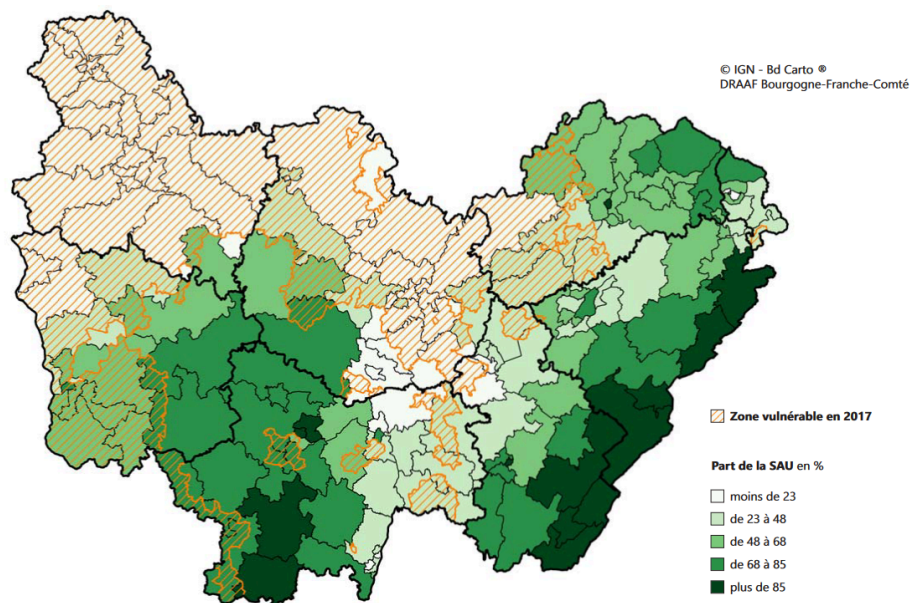 © IGN - Bd Carto ®
DRAAF Bourgogne-Franche-Comté
Zone vulnérable en 2017
Part de la SAU en %
moins de 23
de 23 à 48
de 48 à 68
de 68 à 85
plus de 85